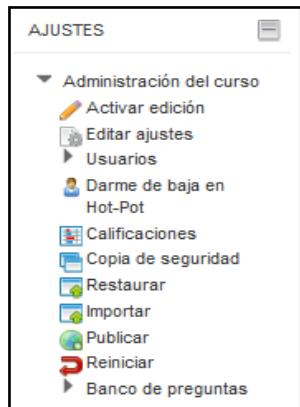 AJUSTES
Administración del curso
Activar edición
Editar ajustes
Usuarios
Darme de baja en
Hot-Pot
Calificaciones
Copia de seguridad
Restaurar
Importar
Publicar
Reiniciar
Banco de preguntas